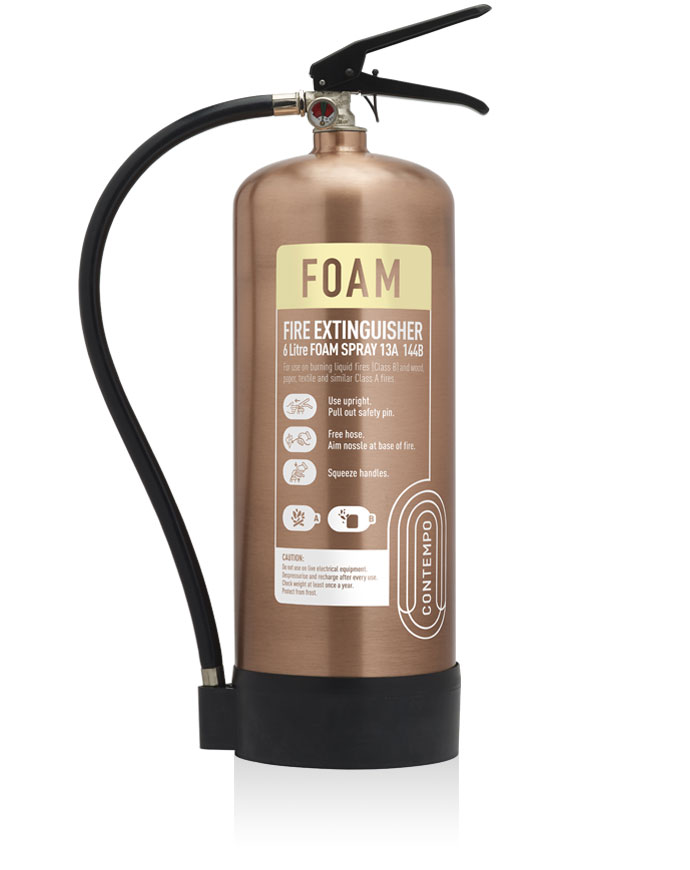 FOAM
FIRE EXTINGUISHER
6 Litre FOAM SPRAY 13A 144B
For use on burning liquid fires (Class B) and wood,
paper, textile and similar Class A fires
Use upright.
Pull out safety pin.
Free hose.
Aim nossle at base of fire.
Squeeze handles.
A
B
CAUTION:
Do not use on live electrical equipment.
Despressurise and recharge after every use.
Check weight at least once a year.
Protect from frost.
CONTEMPO